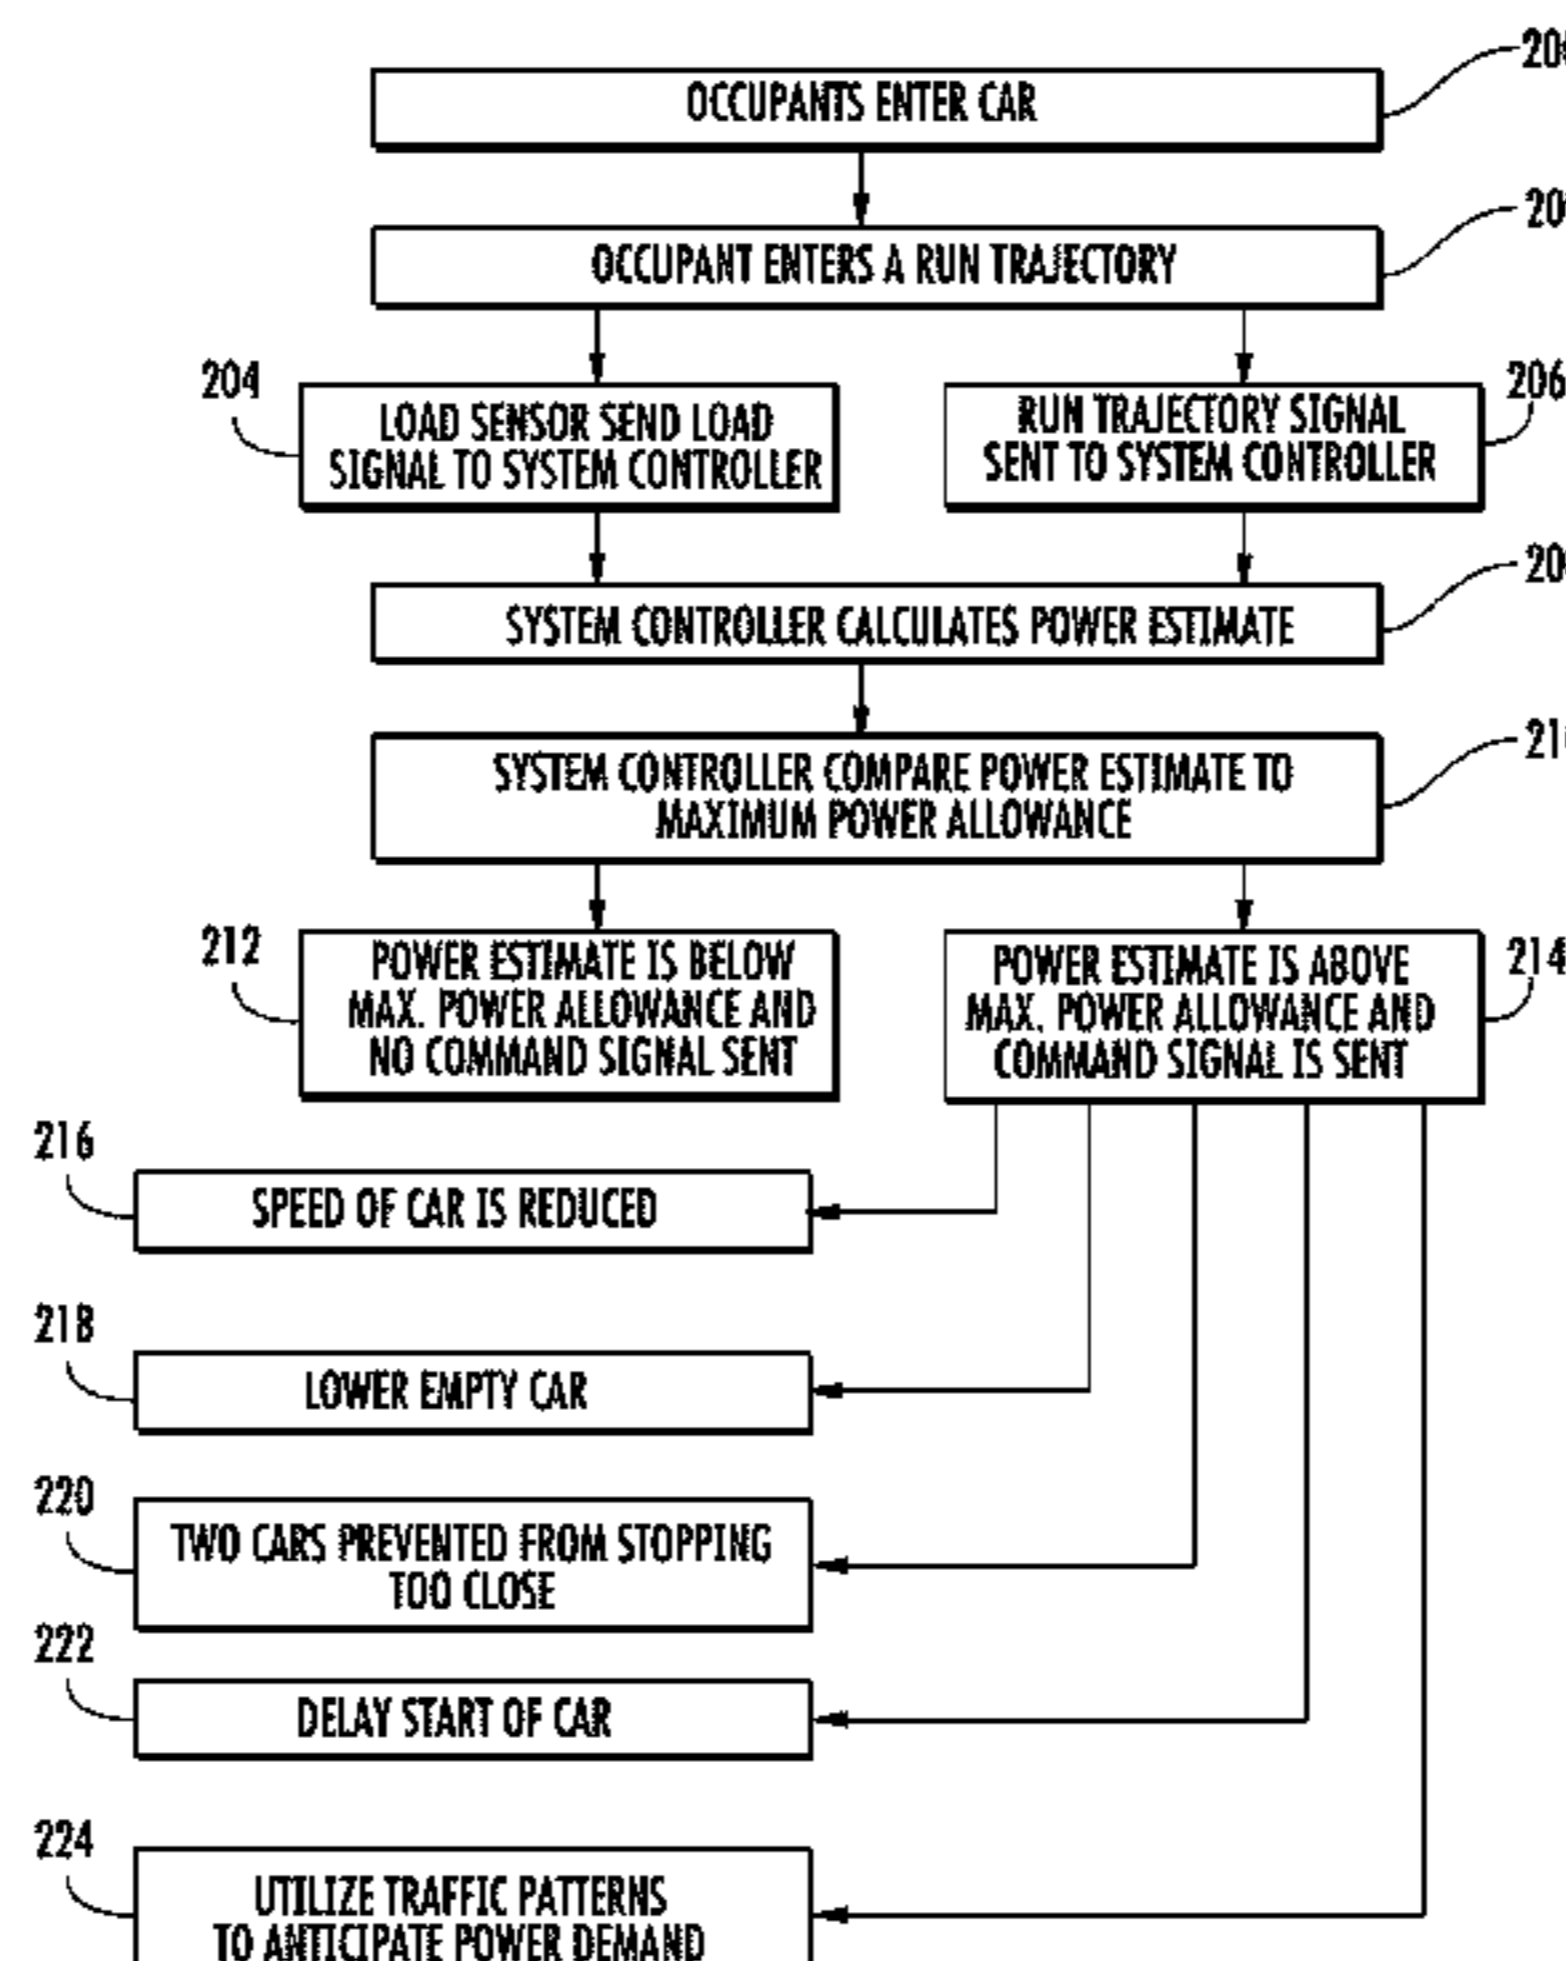 OCCUPANTS ENTER CAR
OCCUPANT ENTERS A RUN TRAJECTORY
204
LOAD SENSOR SEND LOAD
SIGNAL TO SYSTEM CONTROLLER
206
RUN TRAJECTORY SIGNAL
SENT TO SYSTEM CONTROLLER
SYSTEM CONTROLLER CALCULATES POWER ESTIMATE
SYSTEM CONTROLLER COMPARE POWER ESTIMATE TO
MAXIMUM POWER ALLOWANCE
212
POWER ESTIMATE IS BELOW
MAX. POWER ALLOWANCE AND
NO COMMAND SIGNAL SENT
214
POWER ESTIMATE IS ABOVE
MAX. POWER ALLOWANCE AND
COMMAND SIGNAL IS SENT
216
SPEED OF CAR IS REDUCED
218
LOWER EMPTY CAR
220
TWO CARS PREVENTED FROM STOPPING
TOO CLOSE
222
DELAY START OF CAR
224
UTILIZE TRAFFIC PATTERNS
TO ANTICIPATE POWER DEMAND